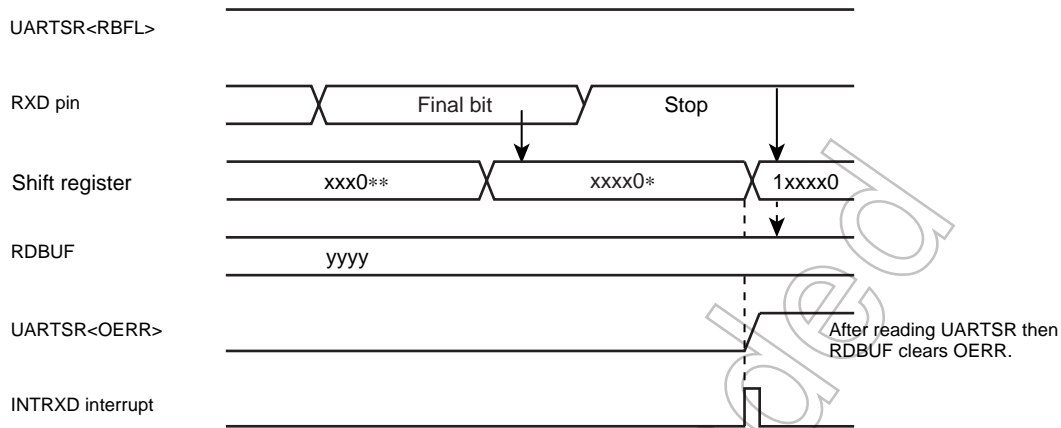 UARTSR<RBFL>
RXD pin
Final bit
Stop
Shift register
xxx0**
xxxx0*
1xxxx0
RDBUF
yyyy
UARTSR<OERR>
After reading UARTSR then
RDBUF clears OERR.
INTRXD interrupt
ded